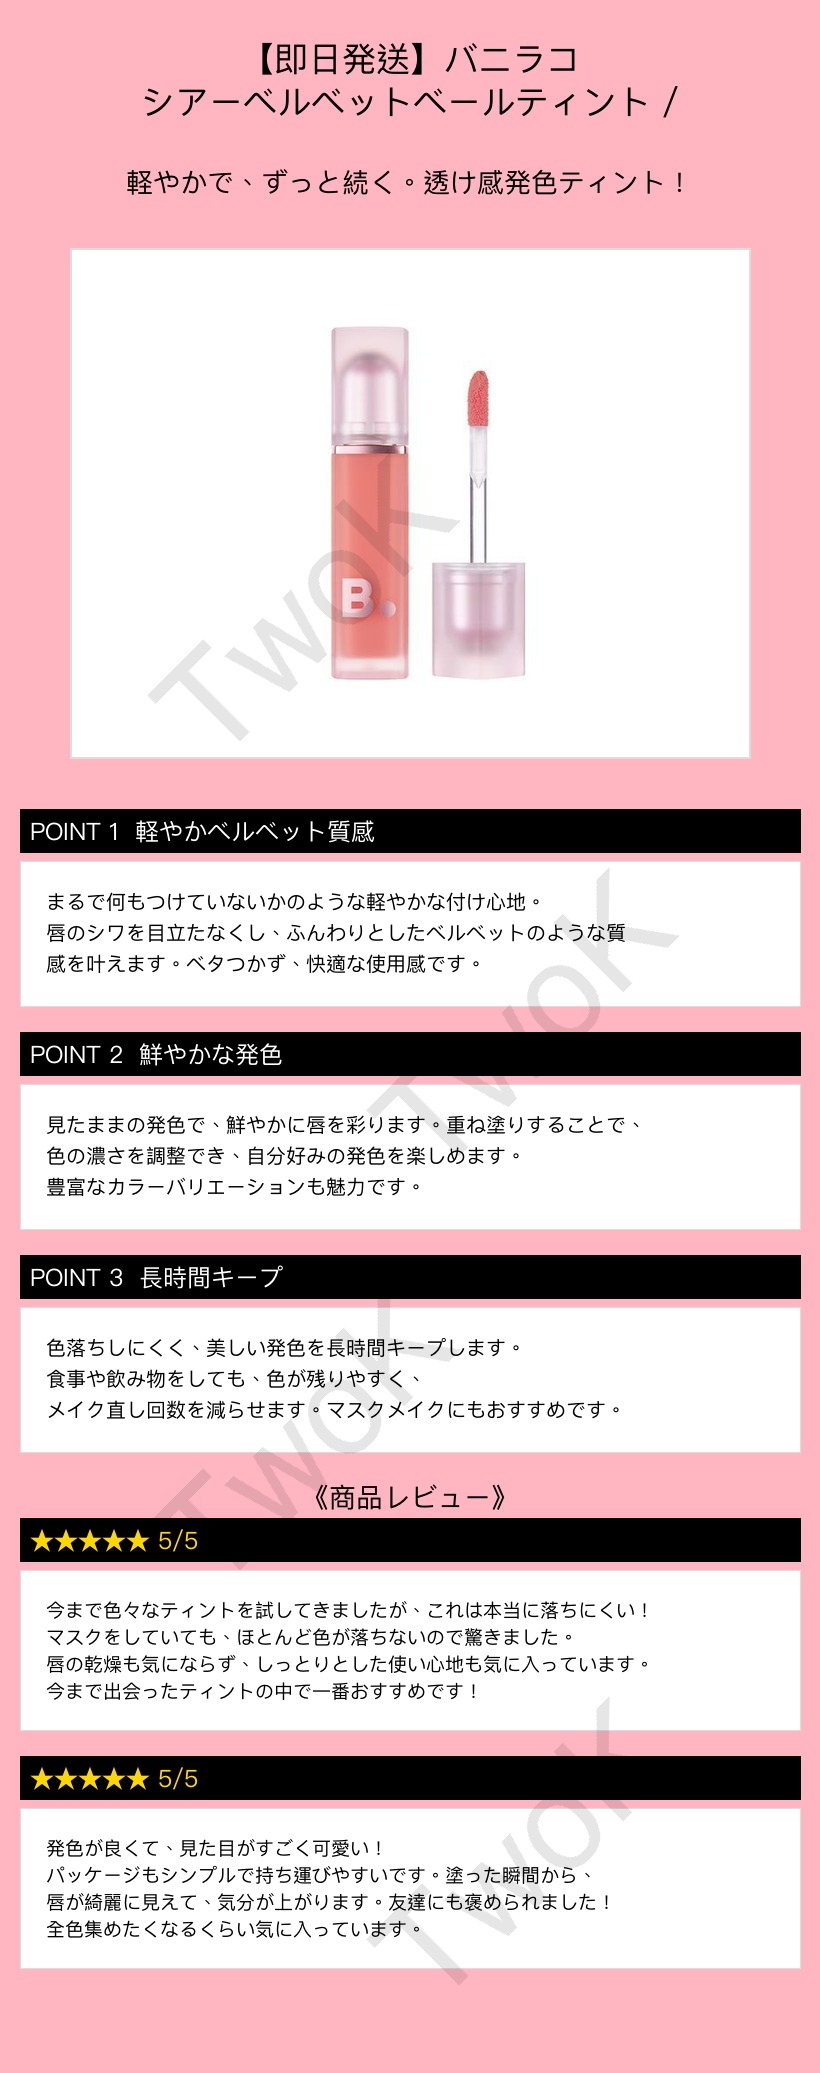 【即日発送】バニラコ
シアーベルベットベールティント /
軽やかで、ずっと続く。透け感発色ティント！
B.
TwoK
POINT 1 軽やかベルベット質感
まるで何もつけていないかのような軽やかな付け心地。
唇のシワを目立たなくし、ふんわりとしたベルベットのような質
感を叶えます。ベタつかず、快適な使用感です。
TwoK
POINT 2 鮮やかな発色
見たままの発色で、鮮やかに唇を彩ります。重ね塗りすることで、
色の濃さを調整でき、自分好みの発色を楽しめます。
豊富なカラーバリエーションも魅力です。
POINT 3 長時間キープ
色落ちしにくく、美しい発色を長時間キープします。
食事や飲み物をしても、色が残りやすく、
メイク直し回数を減らせます。マスクメイクにもおすすめです。
TwoK
《商品レビュー》
★★★★★ 5/5
今まで色々なティントを試してきましたが、これは本当に落ちにくい！
マスクをしていても、ほとんど色が落ちないので驚きました。
唇の乾燥も気にならず、しっとりとした使い心地も気に入っています。
今まで出会ったティントの中で一番おすすめです！
★★★★★ 5/5
発色が良くて、見た目がすごく可愛い！
パッケージもシンプルで持ち運びやすいです。塗った瞬間から、
唇が綺麗に見えて、気分が上がります。友達にも褒められました！
全色集めたくなるくらい気に入っています。
TwoK